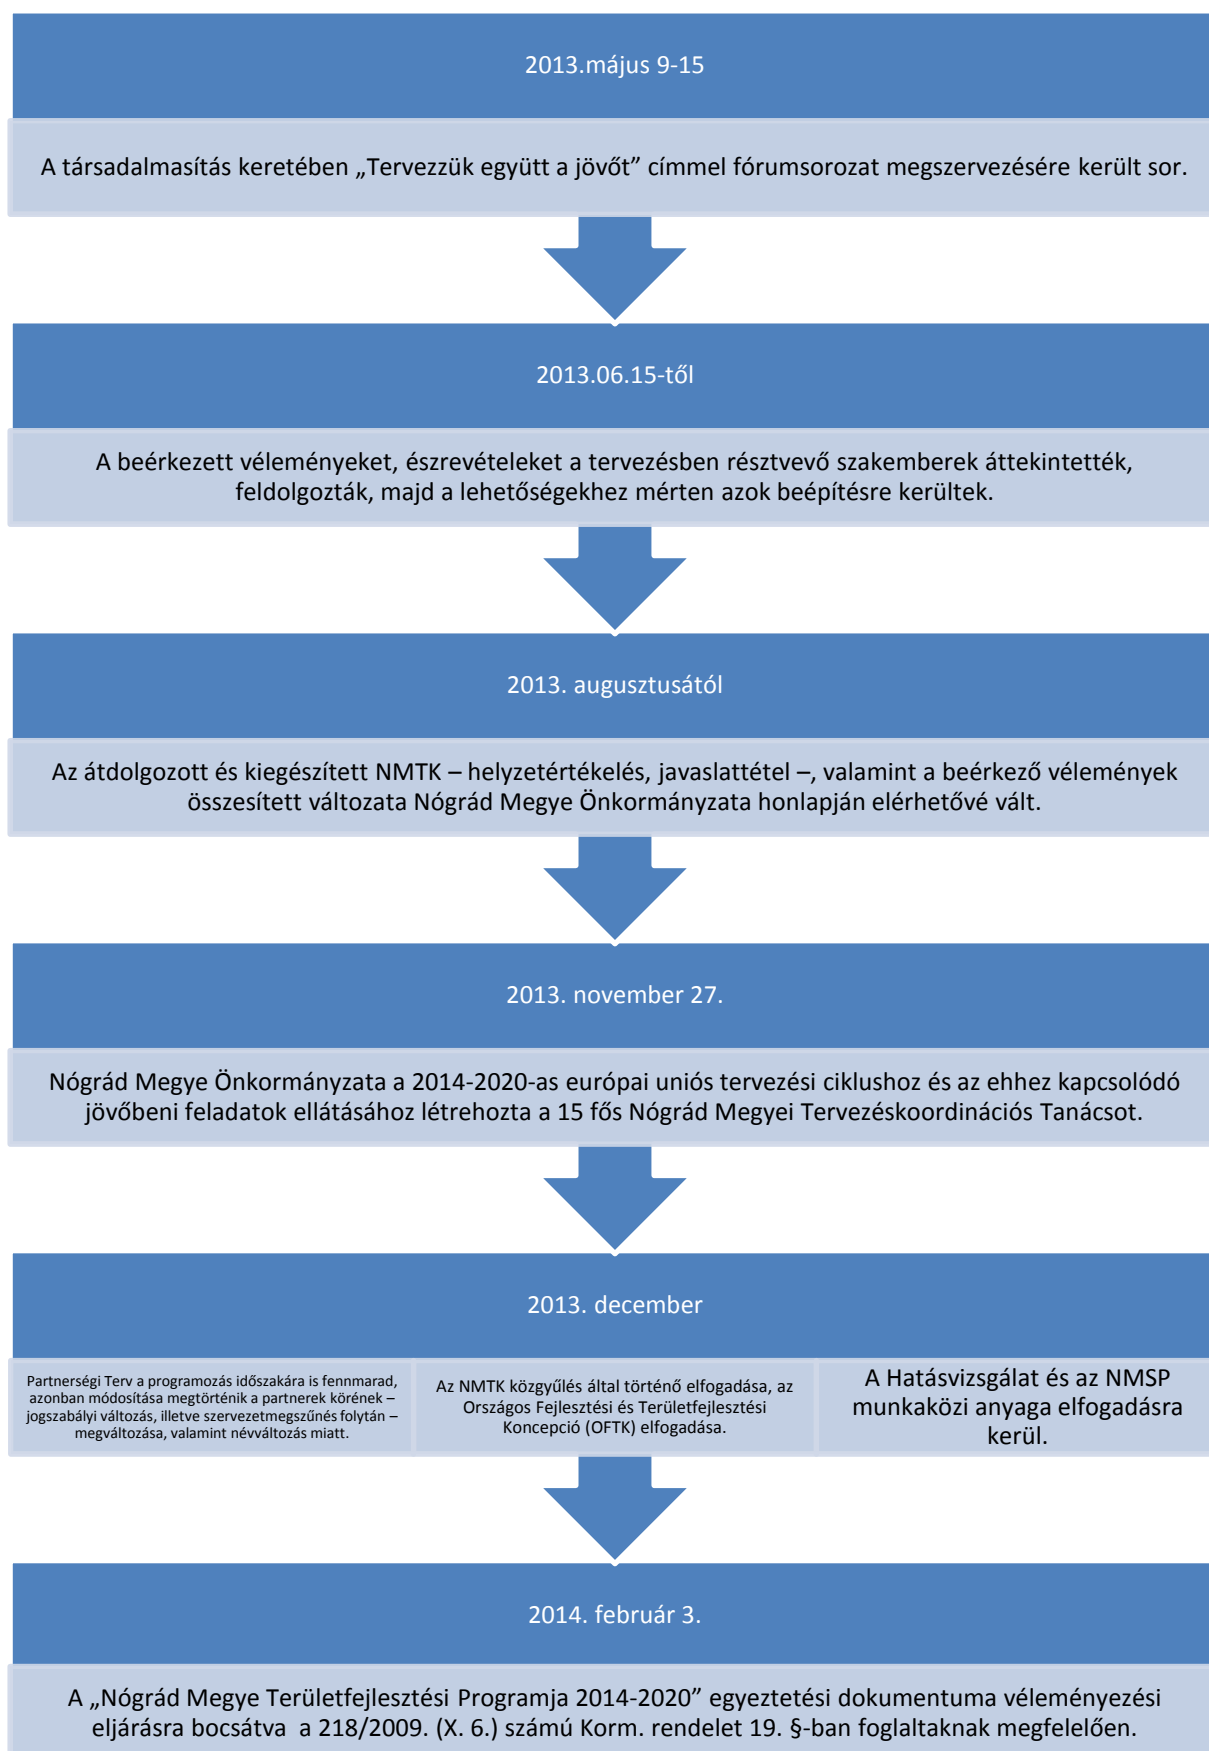 2013.május 9-15
A társadalmasítás keretében „Tervezzük együtt a jövőt” címmel fórumsorozat megszervezésére került sor.
2013.06.15-től
A beérkezett véleményeket, észrevételeket a tervezésben résztvevő szakemberek áttekintették,
feldolgozták, majd a lehetőségekhez mérten azok beépítésre kerültek.
2013. augusztusától
Az átdolgozott és kiegészített NMTK – helyzetértékelés, javaslattétel –, valamint a beérkező vélemények
összesített változata Nógrád Megye Önkormányzata honlapján elérhetővé vált.
2013. november 27.
Nógrád Megye Önkormányzata a 2014-2020-as európai uniós tervezési ciklushoz és az ehhez kapcsolódó
jövőbeni feladatok ellátásához létrehozta a 15 fős Nógrád Megyei Tervezéskoordinációs Tanácsot.
2013. december
Partnerségi Terv a programozás időszakára is fennmarad,
azonban módosítása megtörténik a partnerek körének –
jogszabályi változás, illetve szervezetmegszűnés folytán –
megváltozása, valamint névváltozás miatt.
Az NMTK közgyűlés által történő elfogadása, az
Országos Fejlesztési és Területfejlesztési
Koncepció (OFTK) elfogadása.
A Hatásvizsgálat és az NMSP
munkaközi anyaga elfogadásra
kerül.
2014. február 3.
A „Nógrád Megye Területfejlesztési Programja 2014-2020” egyeztetési dokumentuma véleményezési
eljárásra bocsátva a 218/2009. (X. 6.) számú Korm. rendelet 19. §-ban foglaltaknak megfelelően.